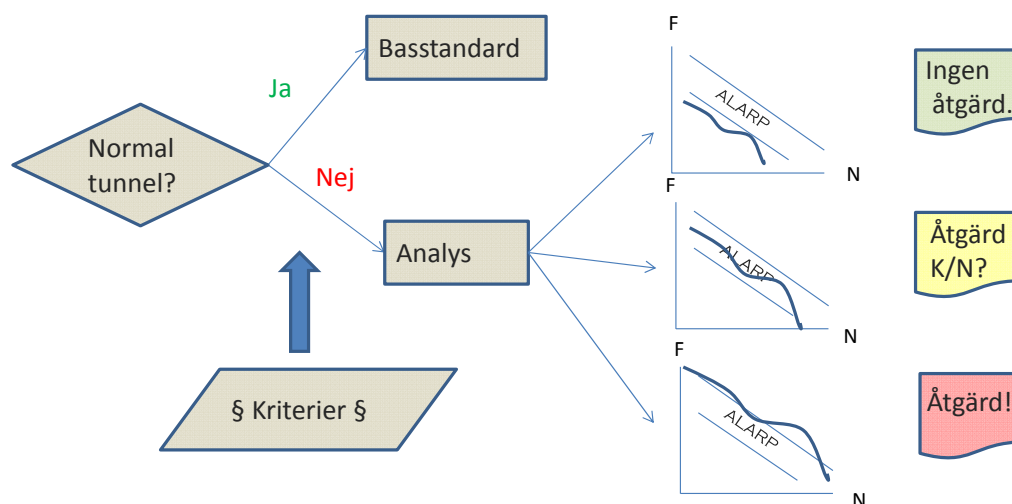 Normal
tunnel?
Ja
Basstandard
Nej
Analys
§ Kriterier §
F
ALARP
N
Ingen
åtgärd.
F
ALARP
N
Åtgärd
K/N?
F
ALARP
N
Åtgärd!